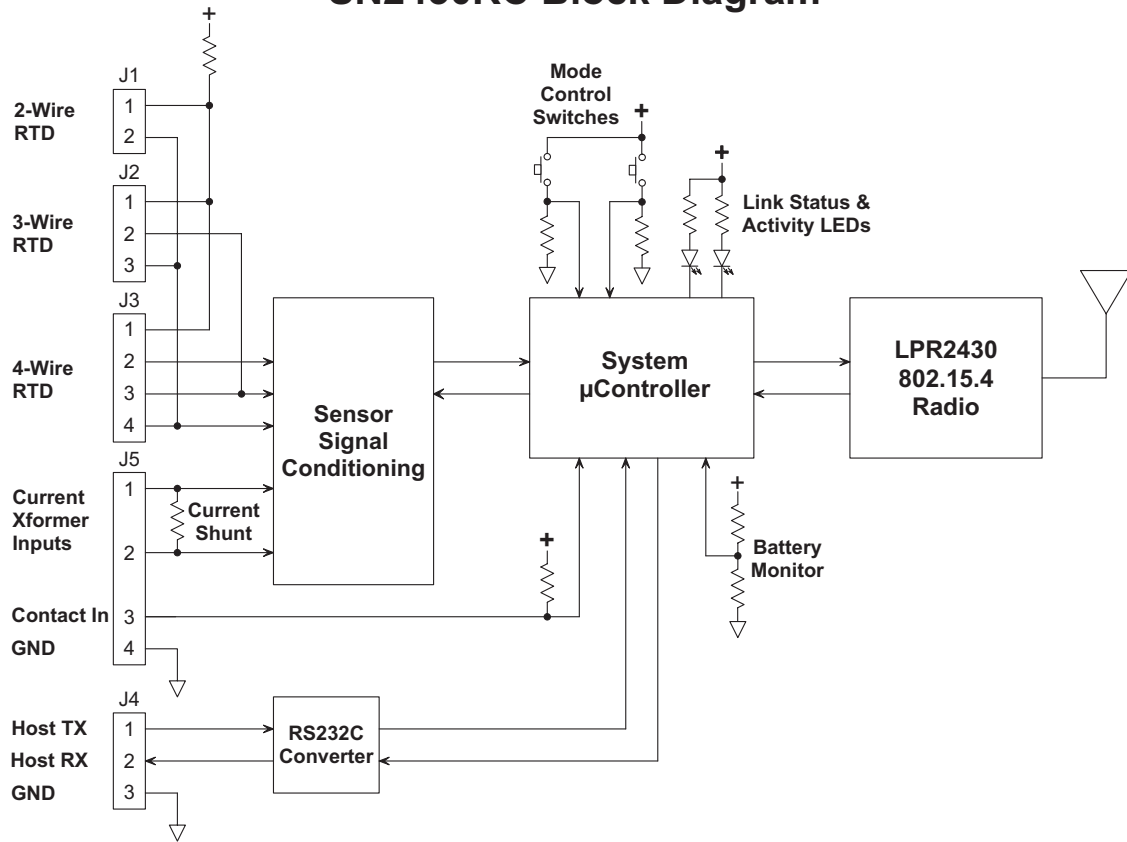 Block Diagram
J1
2-Wire
RTD
1
2
J2
3-Wire
RTD
1
2
3
J3
4-Wire
RTD
1
2
3
4
J5
Current
Xformer
Inputs
1
2
Current
Shunt
Contact In
3
GND
4
J4
Host TX
1
Host RX
2
GND
3
Sensor
Signal
Conditioning
RS232C
Converter
Mode
Control
Switches
Link Status &
Activity LEDs
System
µController
Battery
Monitor
LPR2430
802.15.4
Radio